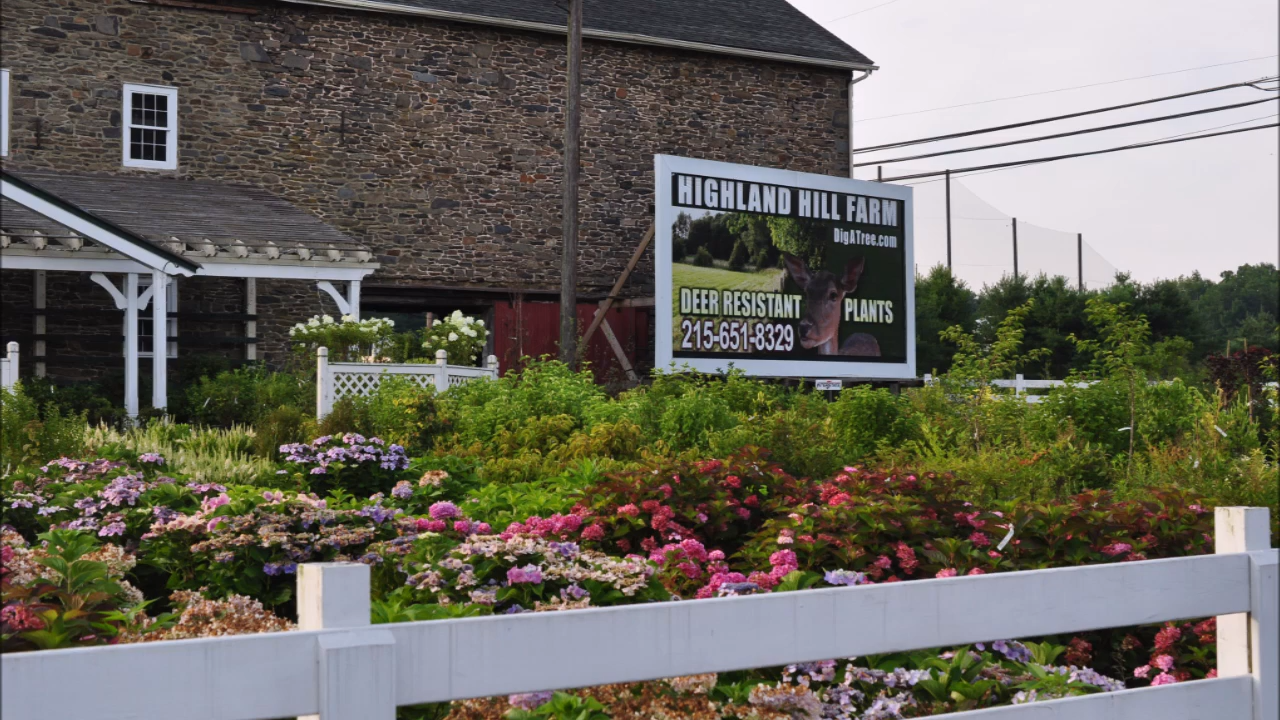 HIGHLAND HILL FARM
DigATree.com
DEER RESISTANT PLANTS
215-651-8329